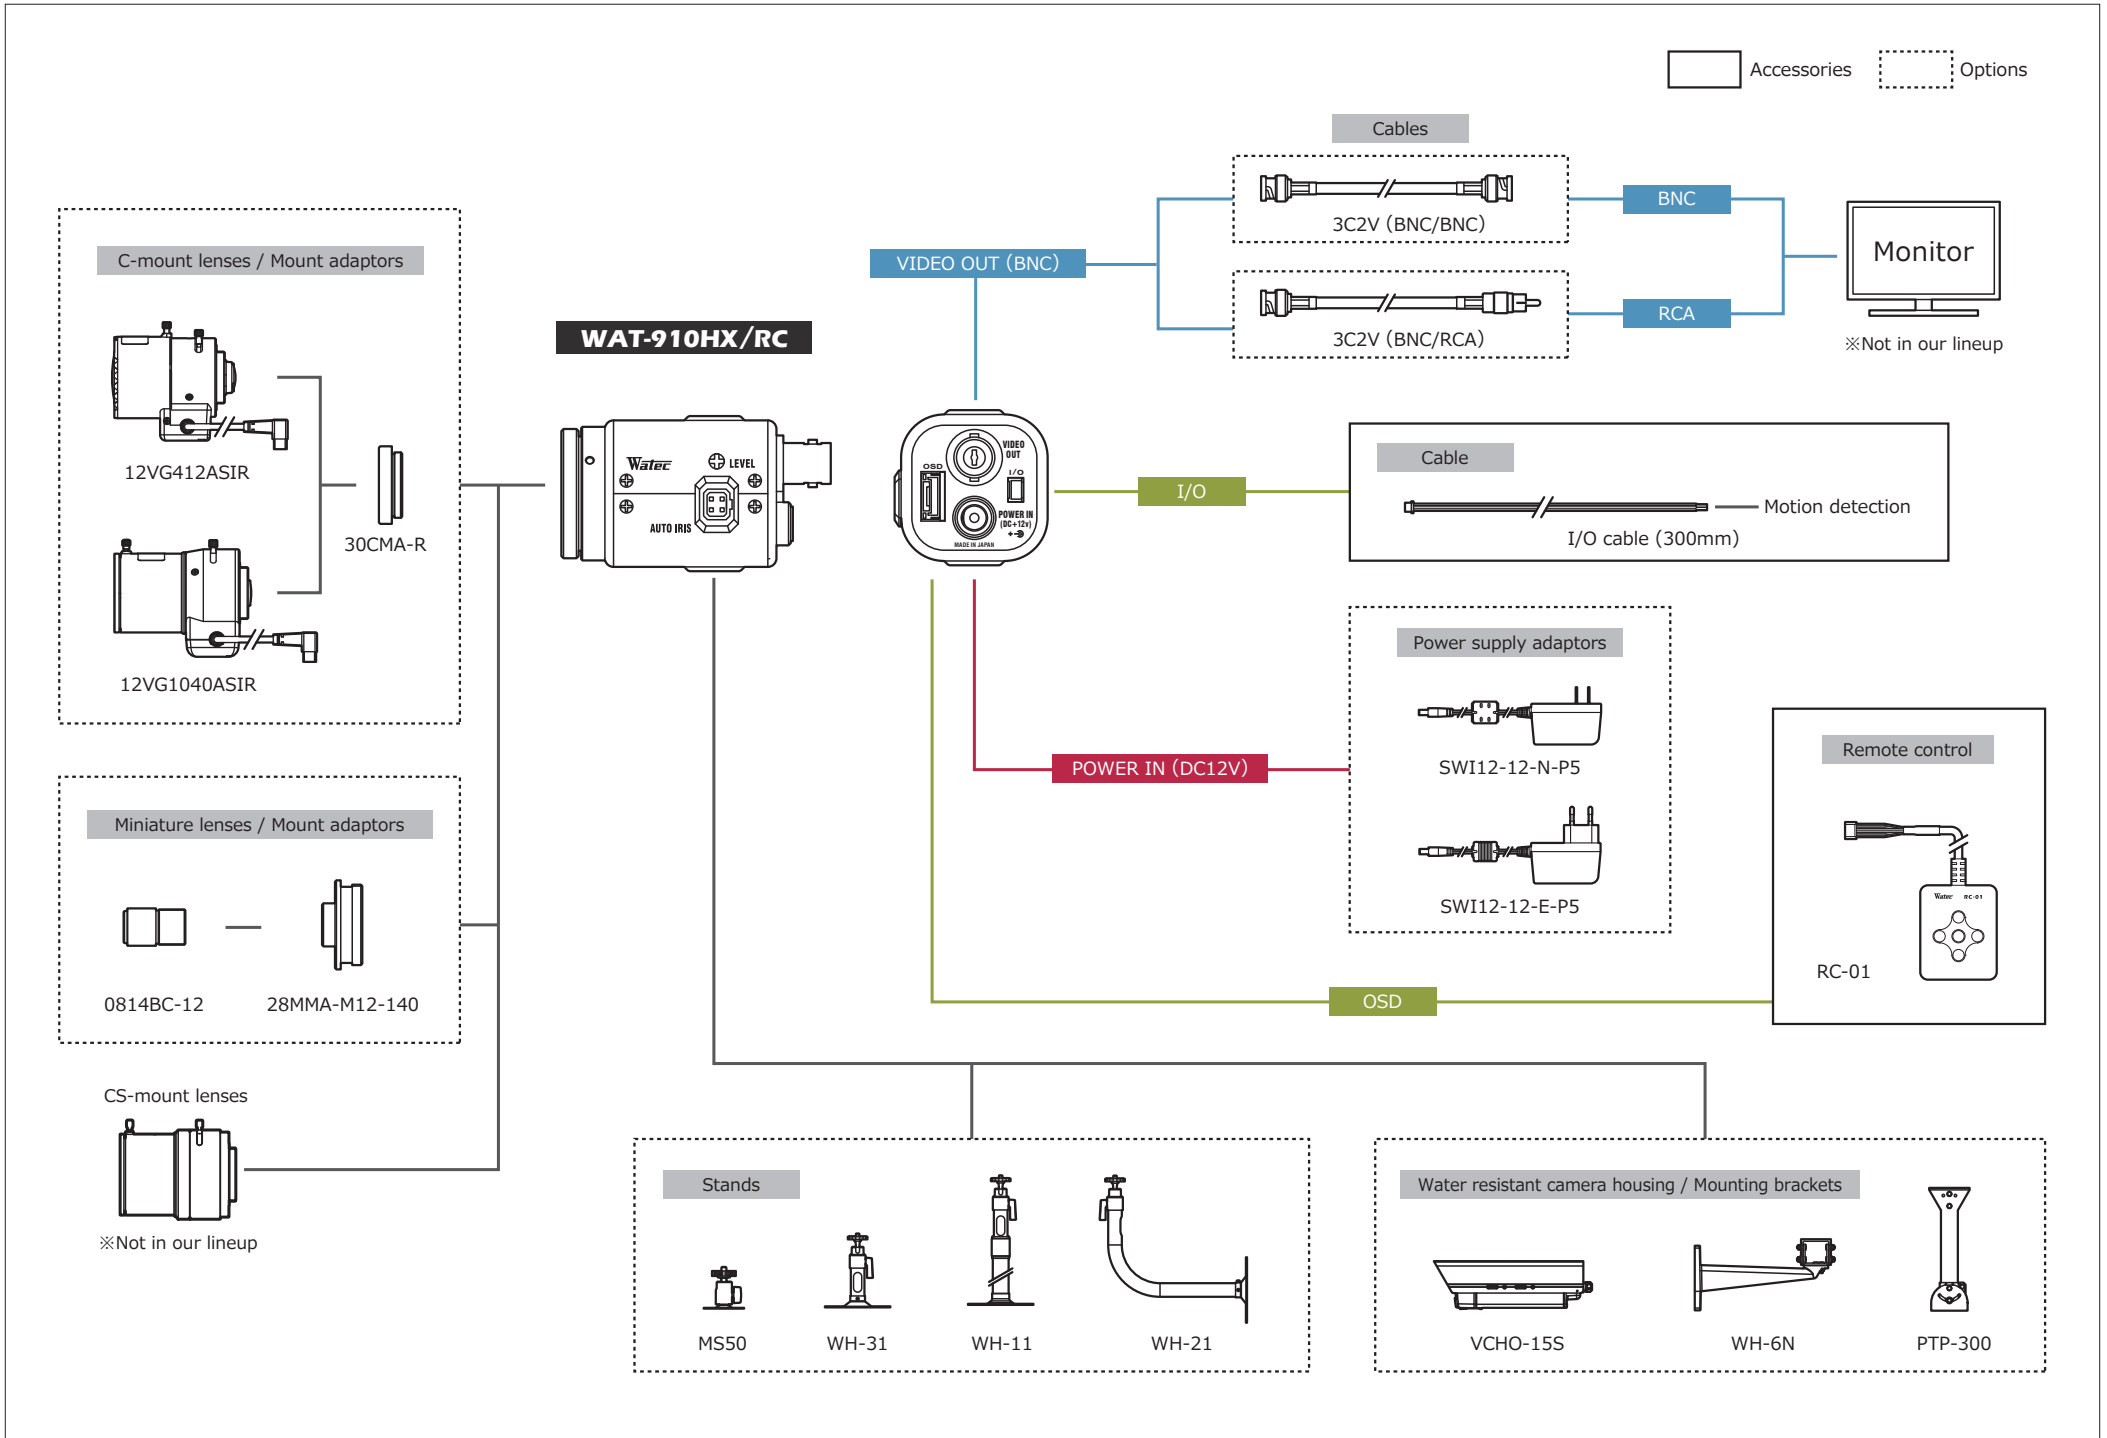 Accessories
Options
Cables
3C2V (BNC/BNC)
BNC
VIDEO OUT (BNC)
3C2V (BNC/RCA)
RCA
Monitor
※Not in our lineup
C-mount lenses / Mount adaptors
12VG412ASIR
30CMA-R
12VG1040ASIR
WAT-910HX/RC
Watec
LEVEL
AUTO IRIS
VIDEO
OUT
OSD
I/O
POWER IN
(DC+12v)
MADE IN JAPAN
I/O
Cable
Motion detection
I/O cable (300mm)
Power supply adaptors
SWI12-12-N-P5
POWER IN (DC12V)
SWI12-12-E-P5
Remote control
Watec RC-01
RC-01
OSD
Miniature lenses / Mount adaptors
0814BC-12
28MMA-M12-140
CS-mount lenses
※Not in our lineup
Stands
MS50
WH-31
WH-11
WH-21
Water resistant camera housing / Mounting brackets
VCHO-15S
WH-6N
PTP-300